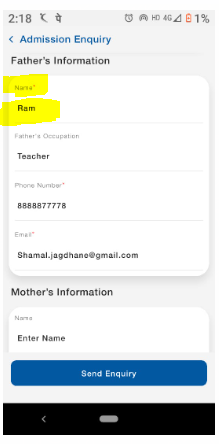 2:18 ये HD 4G 1%
< Admission Enquiry
Father's Information
Name*
Ram
Father's Occupation
Teacher
Phone Number*
8888877778
Email*
Shamal.jagdhane@gmail.com
Mother's Information
Name
Enter Name
Send Enquiry